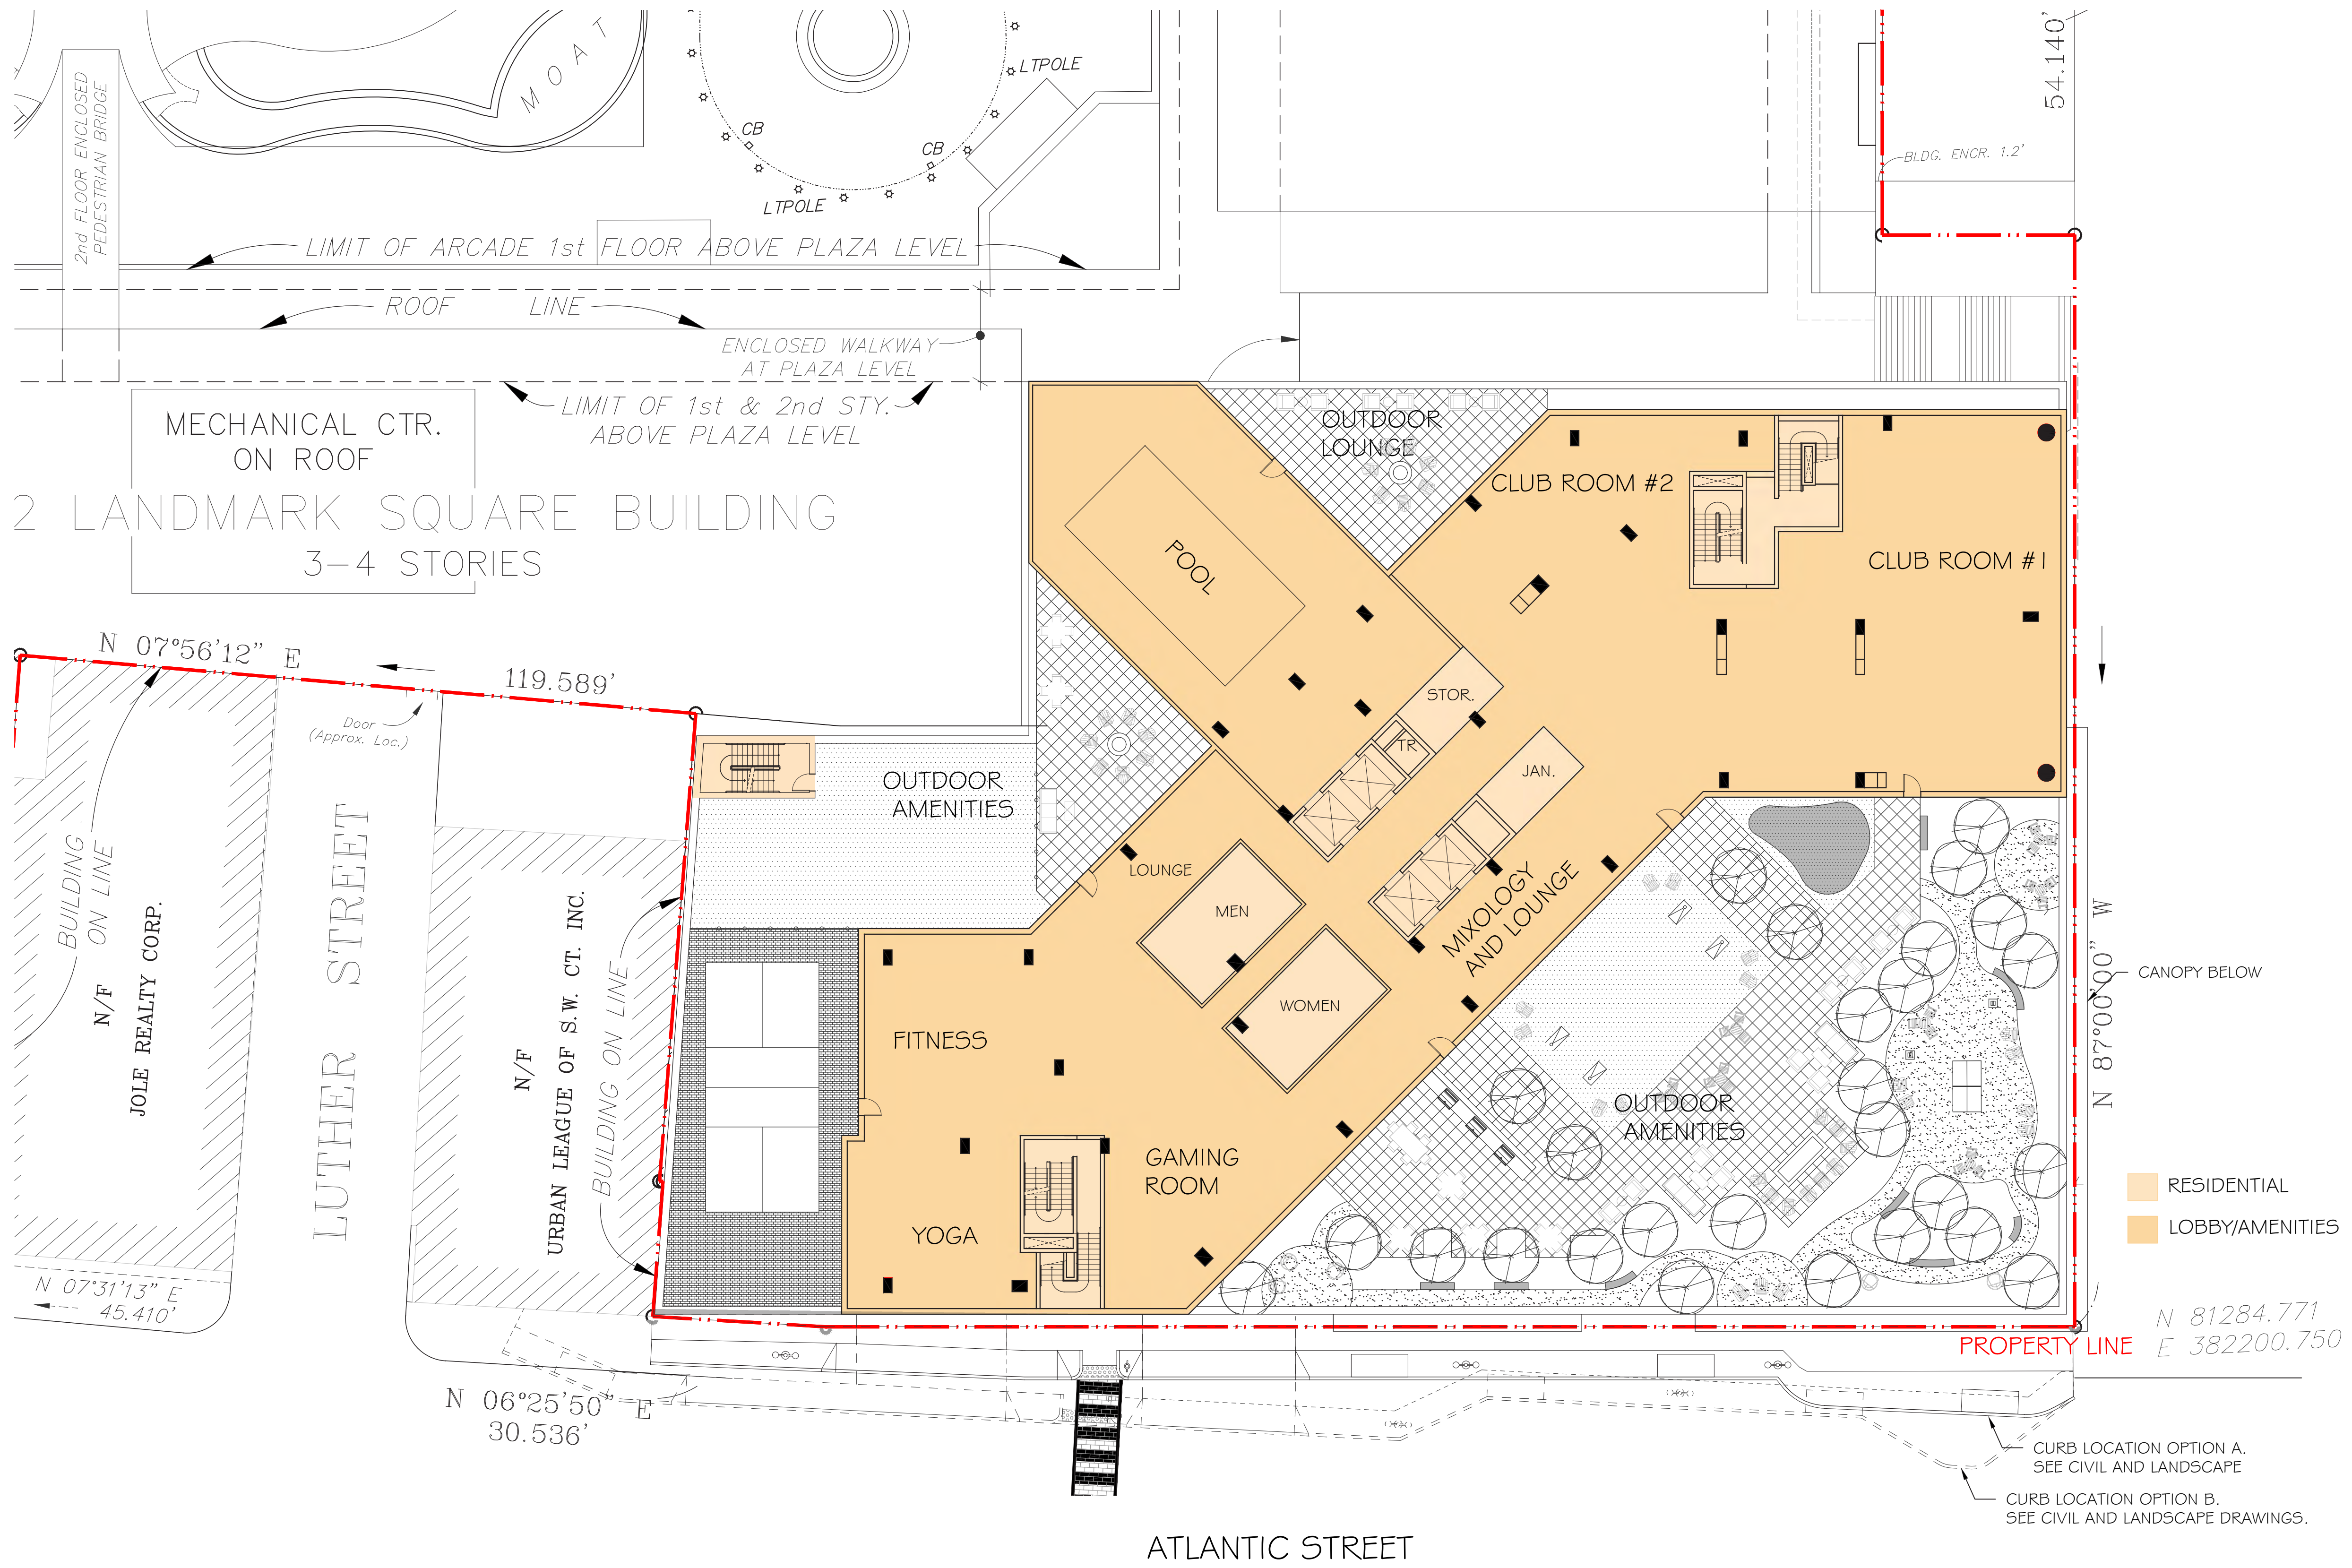 54.140'
MOAT
2nd FLOOR ENCLOSED
PEDESTRIAN BRIDGE
LTPOLE
CB
CB
LTPOLE
BLDG. ENCR. 1.2'
LIMIT OF ARCADE 1st FLOOR ABOVE PLAZA LEVEL
ROOF LINE
ENCLOSED WALKWAY
AT PLAZA LEVEL
LIMIT OF 1st & 2nd STY.
ABOVE PLAZA LEVEL
MECHANICAL CTR.
ON ROOF
2 LANDMARK SQUARE BUILDING
3-4 STORIES
OUTDOOR
LOUNGE
CLUB ROOM #2
CLUB ROOM #1
POOL
N 07°56'12" E
119.589'
Door
(Approx. Loc.)
STOR.
TR
JAN.
OUTDOOR
AMENITIES
LOUNGE
MEN
WOMEN
MIXOLOGY
AND LOUNGE
BUILDING
ON LINE
N/F
JOLE REALTY CORP.
LUTHER STREET
N/F
URBAN LEAGUE OF S.W. CT. INC.
BUILDING ON LINE
FITNESS
GAMING
ROOM
YOGA
OUTDOOR
AMENITIES
N 87°00'00" W
CANOPY BELOW
RESIDENTIAL
LOBBY/AMENITIES
N 07°31'13" E
45.410'
N 81284.771
E 382200.750
PROPERTY LINE
N 06°25'50" E
30.536'
CURB LOCATION OPTION A.
SEE CIVIL AND LANDSCAPE
CURB LOCATION OPTION B.
SEE CIVIL AND LANDSCAPE DRAWINGS.
ATLANTIC STREET